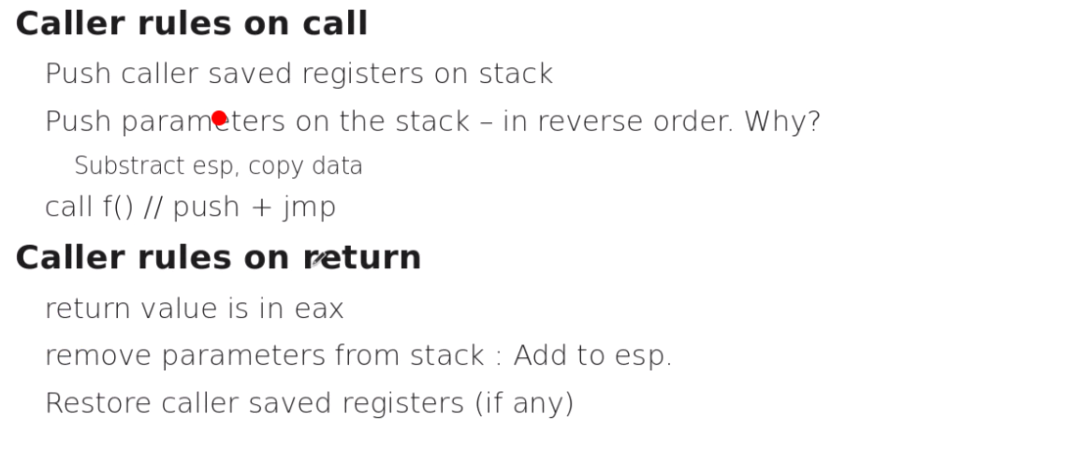 Caller rules on call
Push caller saved registers on stack
Push parameters on the stack – in reverse order. Why?
Substract esp, copy data
call f() // push + jmp
Caller rules on return
return value is in eax
remove parameters from stack : Add to esp.
Restore caller saved registers (if any)